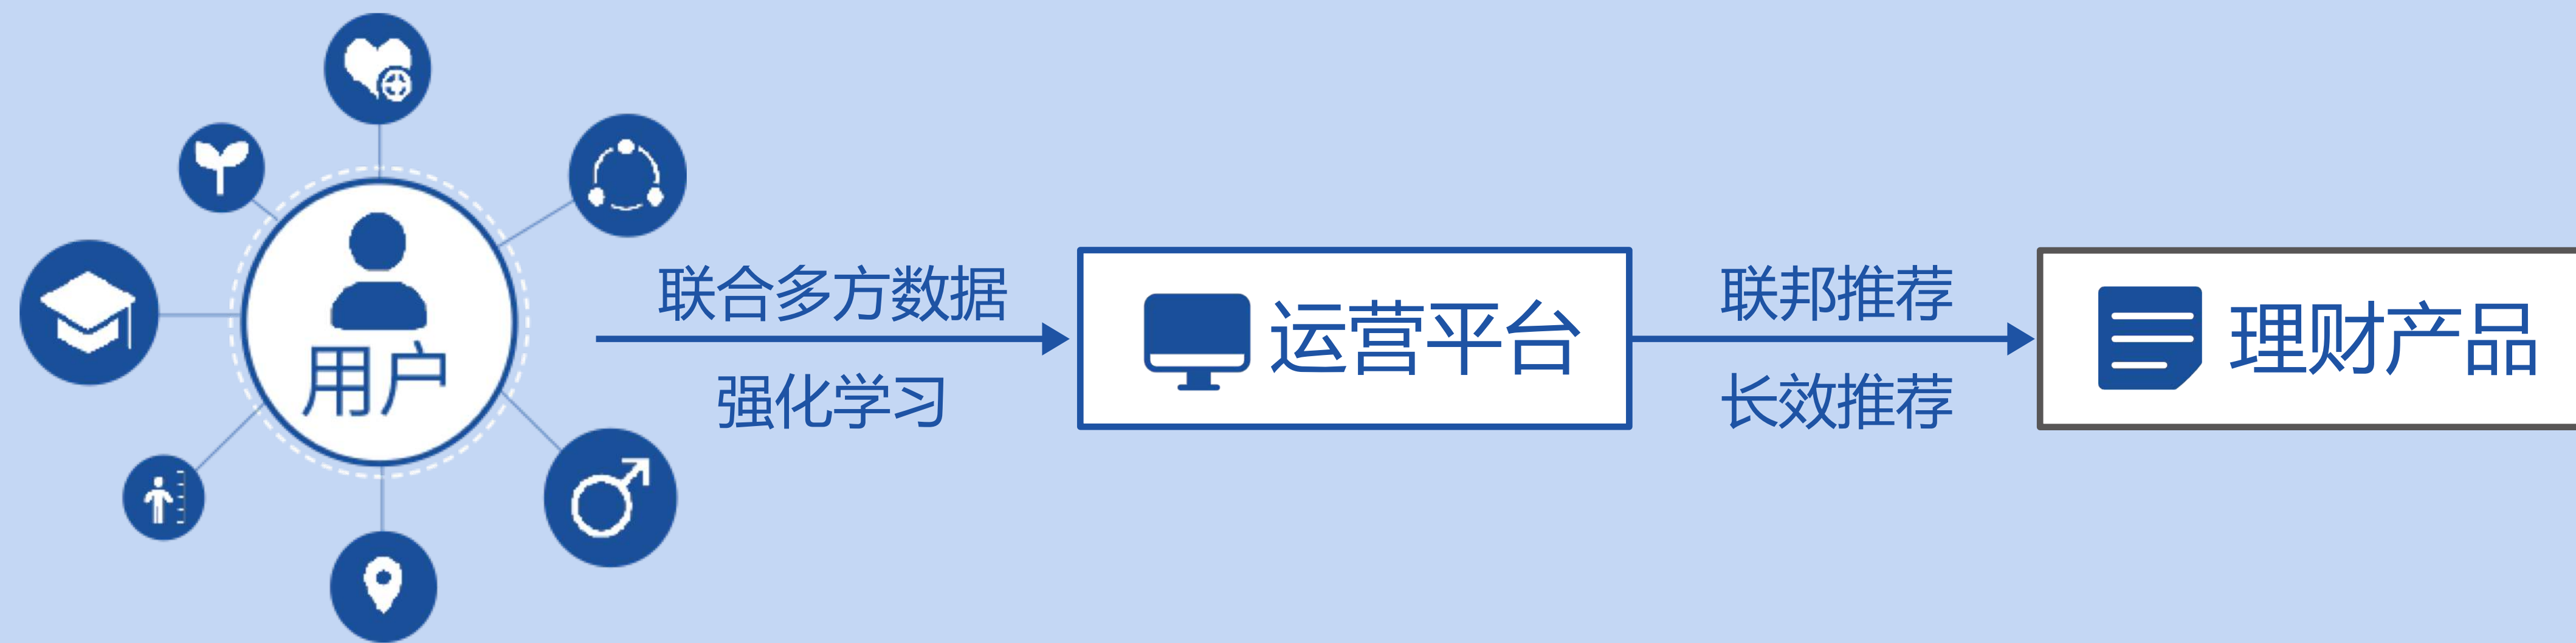 用户
联合多方数据
强化学习
运营平台
联邦推荐
长效推荐
理财产品